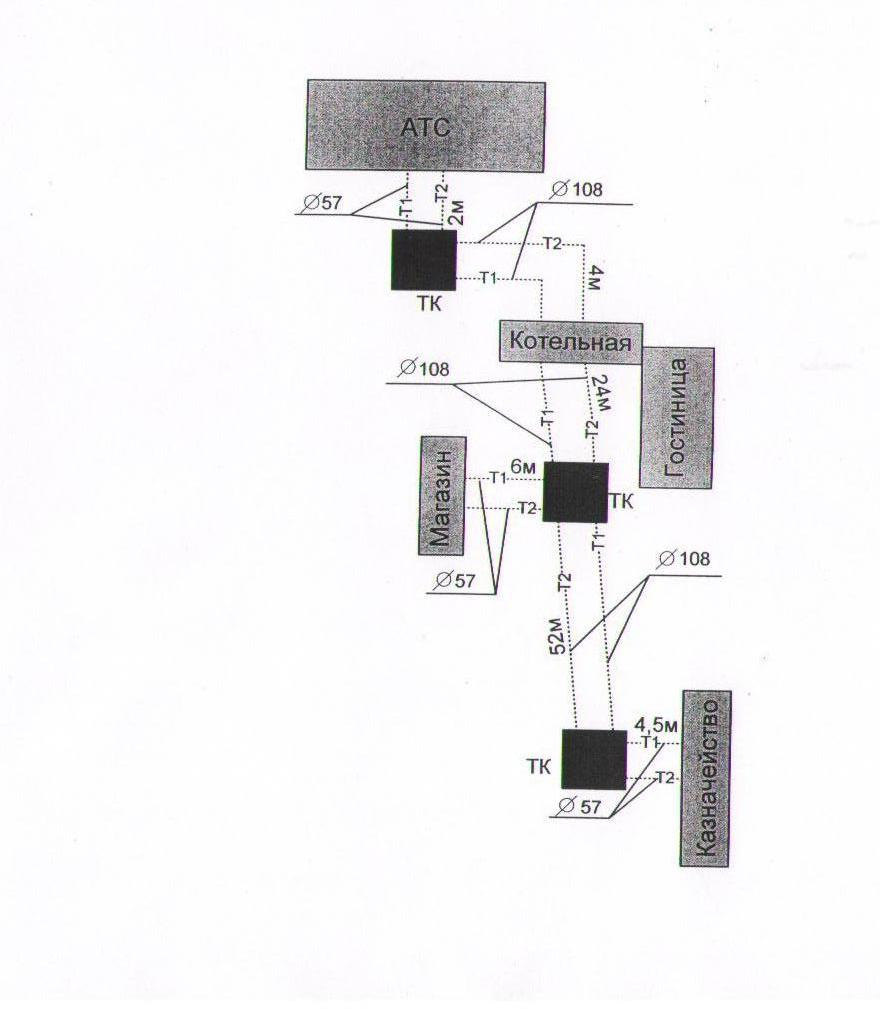 АТС
∅57
Т1
Т2
2м
∅108
Т2
Т1
4м
ТК
Котельная
Гостиница
∅108
24м
Т1
Т2
6м
Т1
Т2
ТК
Магазин
∅57
Т1
Т2
∅108
52м
4,5м
Т1
Т2
ТК
∅57
Казначейство